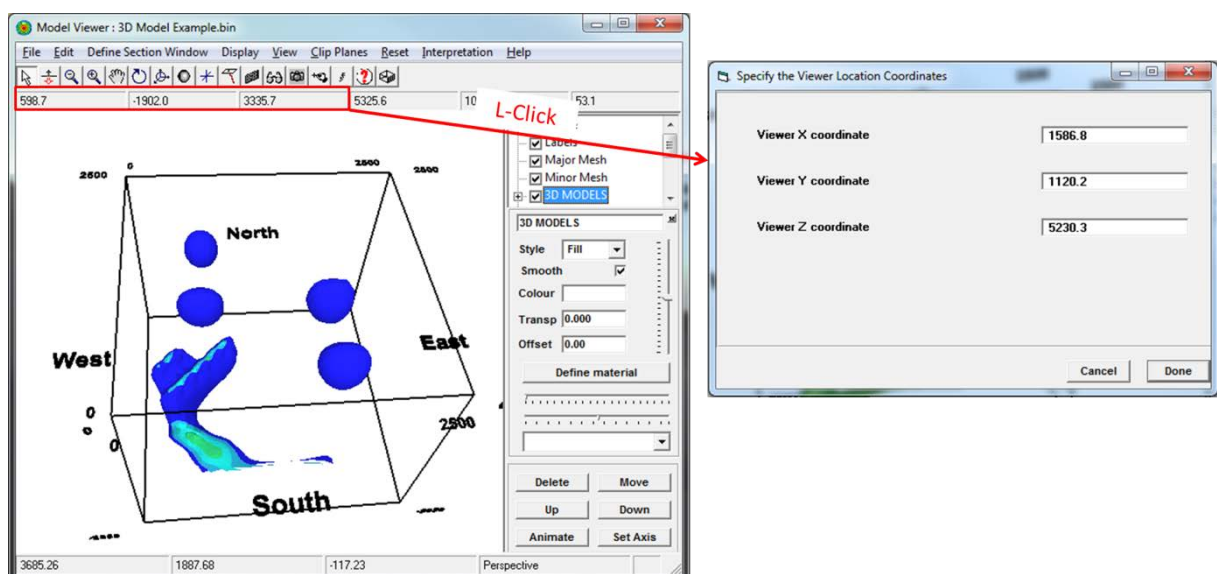 Model Viewer : 3D Model Example.bin
File Edit Define Section Window Display View Clip Planes Reset Interpretation Help
598.7 -1902.0 3335.7 5325.6 10 53.1
L-Click
Labels
Major Mesh
Minor Mesh
3D MODELS
3D MODELS
Style Fill
Smooth
Colour
Transp 0.000
Offset 0.00
Define material
Delete Move
Up Down
Animate Set Axis
2500 0 2500 2500
North
West East
0
0
0
2500
South
3685.26 1887.68 -117.23 Perspective
Specify the Viewer Location Coordinates
Viewer X coordinate 1586.8
Viewer Y coordinate 1120.2
Viewer Z coordinate 5230.3
Cancel Done